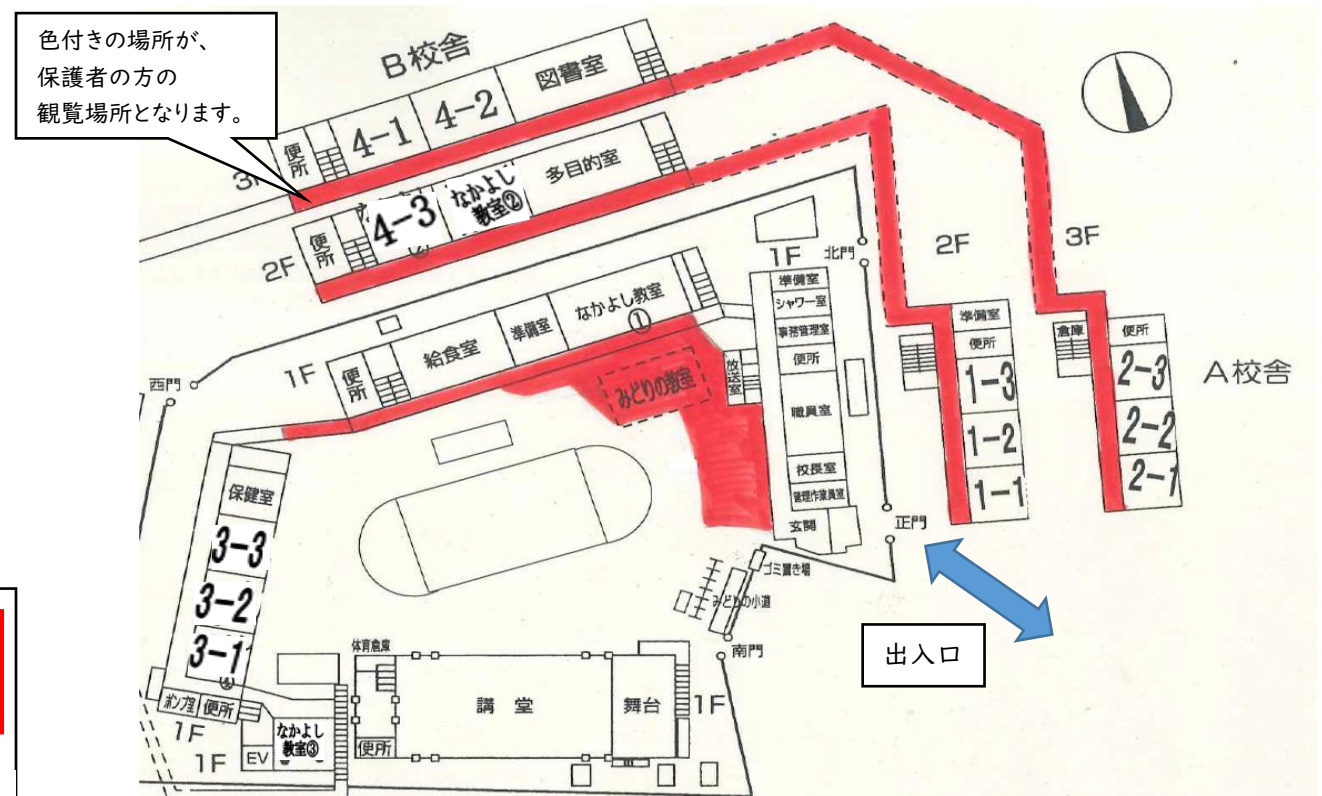 色付きの場所が、
保護者の方の
観覧場所となります。
B校舎
3F
便所
4-1
4-2
図書室
2F
便所
4-3
なかよし
教室②
多目的室
1F
便所
給食室
準備室
なかよし教室
①
みどりの教室
放送室
1F
北門
準備室
シャワー室
事務管理室
便所
職員室
校長室
管理作業員室
玄関
正門
2F
準備室
便所
1-3
1-2
1-1
3F
倉庫
便所
2-3
2-2
2-1
A校舎
西門
保健室
3-3
3-2
3-1
ポンプ室
便所
1F
1F
EV
なかよし
教室③
体育倉庫
便所
講堂
舞台
1F
ゴミ置き場
みどりの小道
南門
出入口